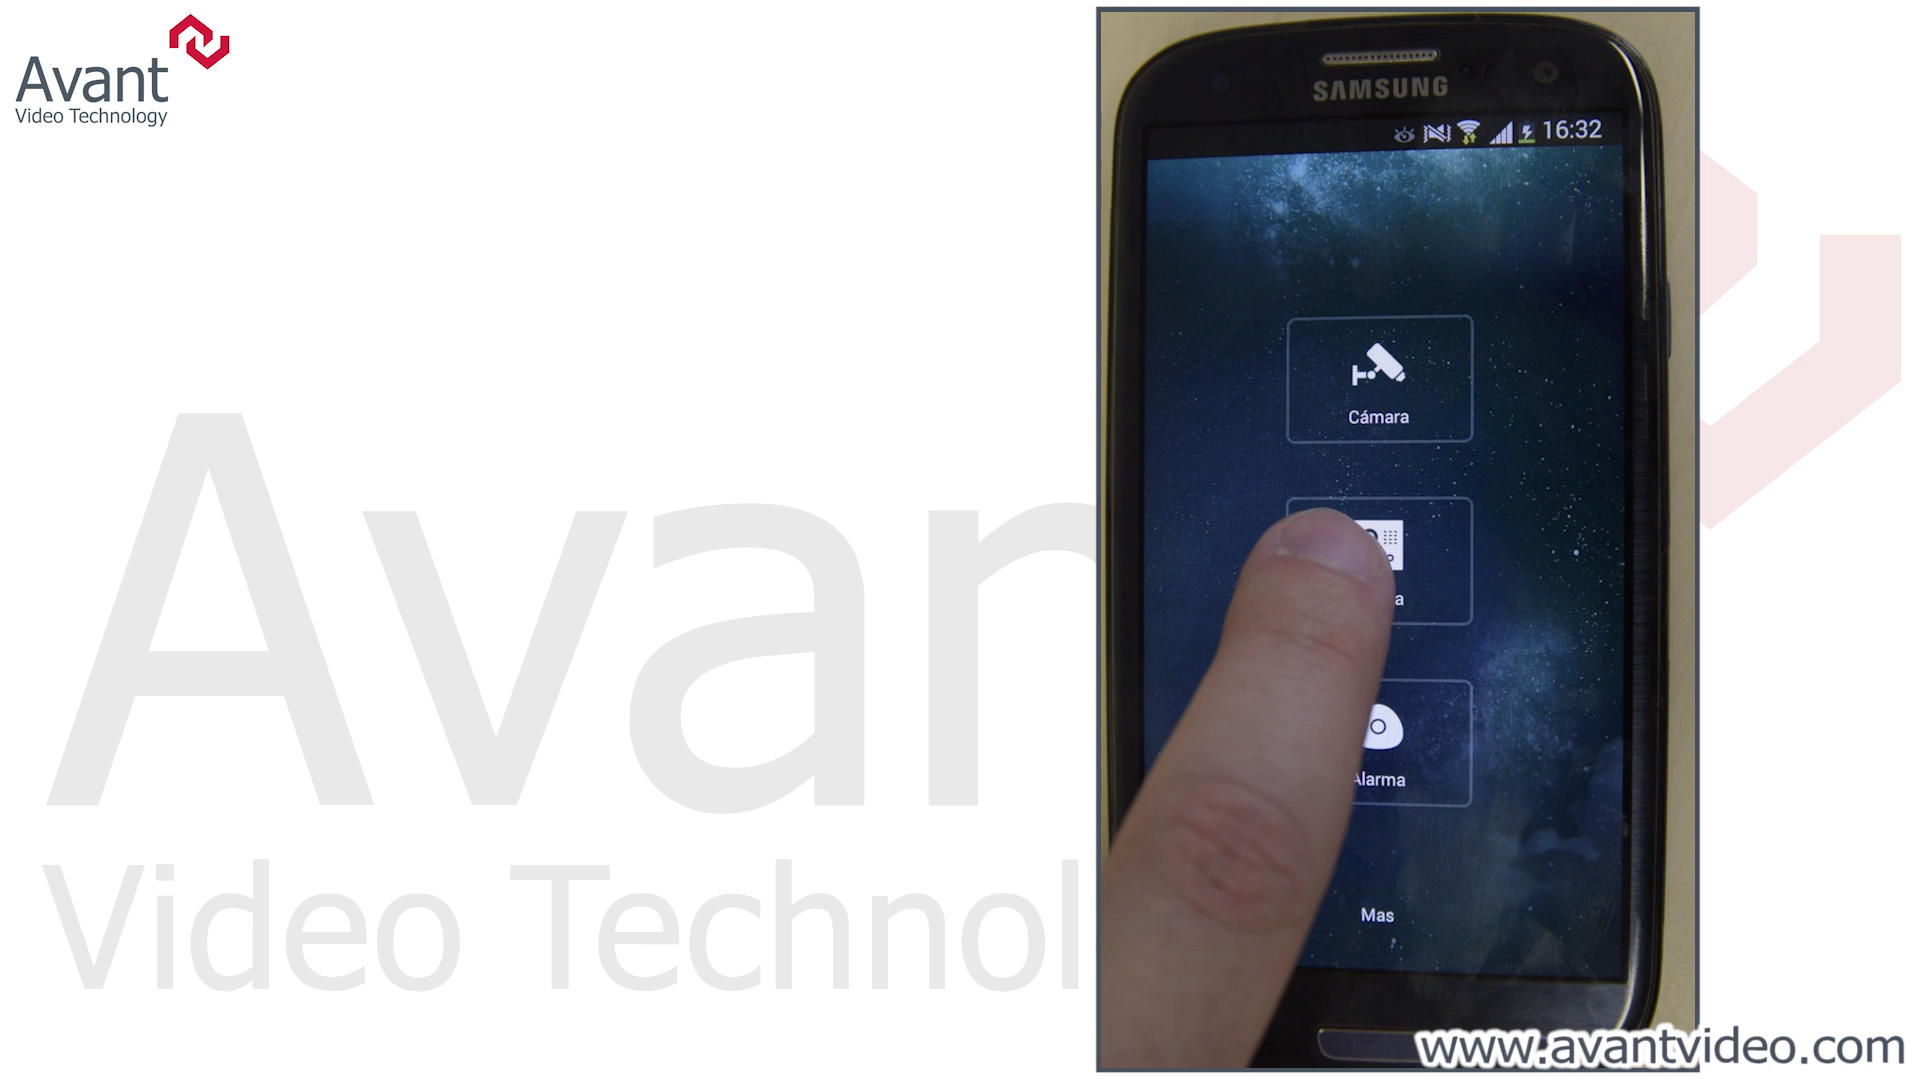 Avant
Video Technology
SAMSUNG
16:32
Cámara
Alarma
Mas
Avan
Video Technol
www.avantvideo.com